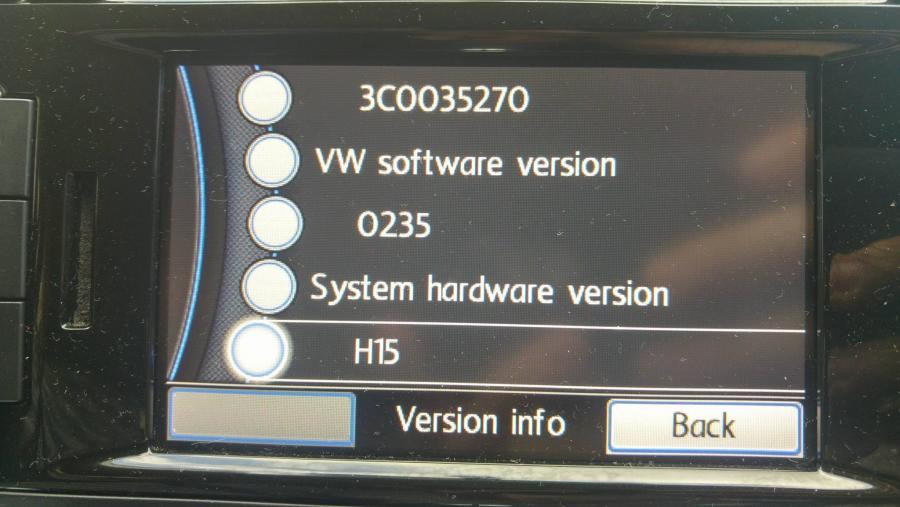 3C0035270
VW software version
0235
System hardware version
H15
Version info
Back